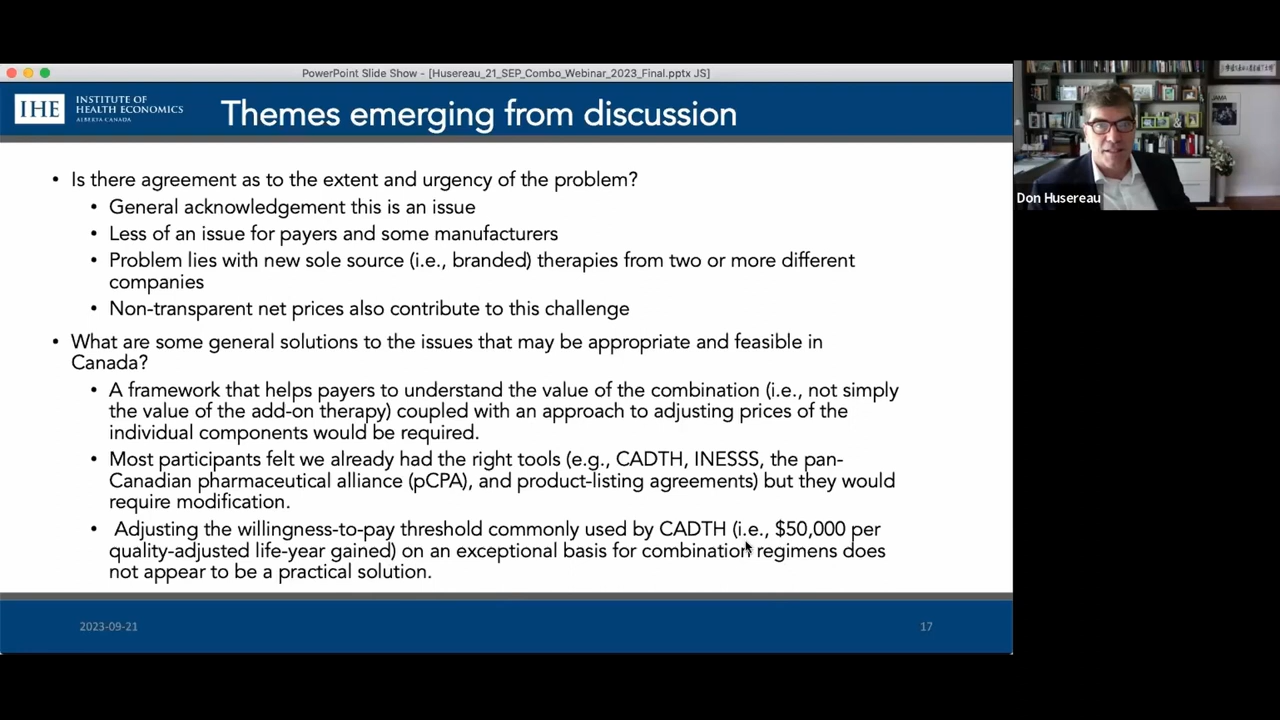 PowerPoint Slide Show - [Husereau_21_SEP_Combo_Webinar_2023_Final.pptx JS]
IHE
INSTITUTE OF
HEALTH ECONOMICS
ALBERTA CANADA
Themes emerging from discussion
• Is there agreement as to the extent and urgency of the problem?
• General acknowledgement this is an issue
• Less of an issue for payers and some manufacturers
• Problem lies with new sole source (i.e., branded) therapies from two or more different
companies
• Non-transparent net prices also contribute to this challenge
• What are some general solutions to the issues that may be appropriate and feasible in
Canada?
• A framework that helps payers to understand the value of the combination (i.e., not simply
the value of the add-on therapy) coupled with an approach to adjusting prices of the
individual components would be required.
• Most participants felt we already had the right tools (e.g., CADTH, INESSS, the pan-
Canadian pharmaceutical alliance (pCPA), and product-listing agreements) but they would
require modification.
• Adjusting the willingness-to-pay threshold commonly used by CADTH (i.e., $50,000 per
quality-adjusted life-year gained) on an exceptional basis for combination regimens does
not appear to be a practical solution.
2023-09-21
17
JAMA
Don Husereau